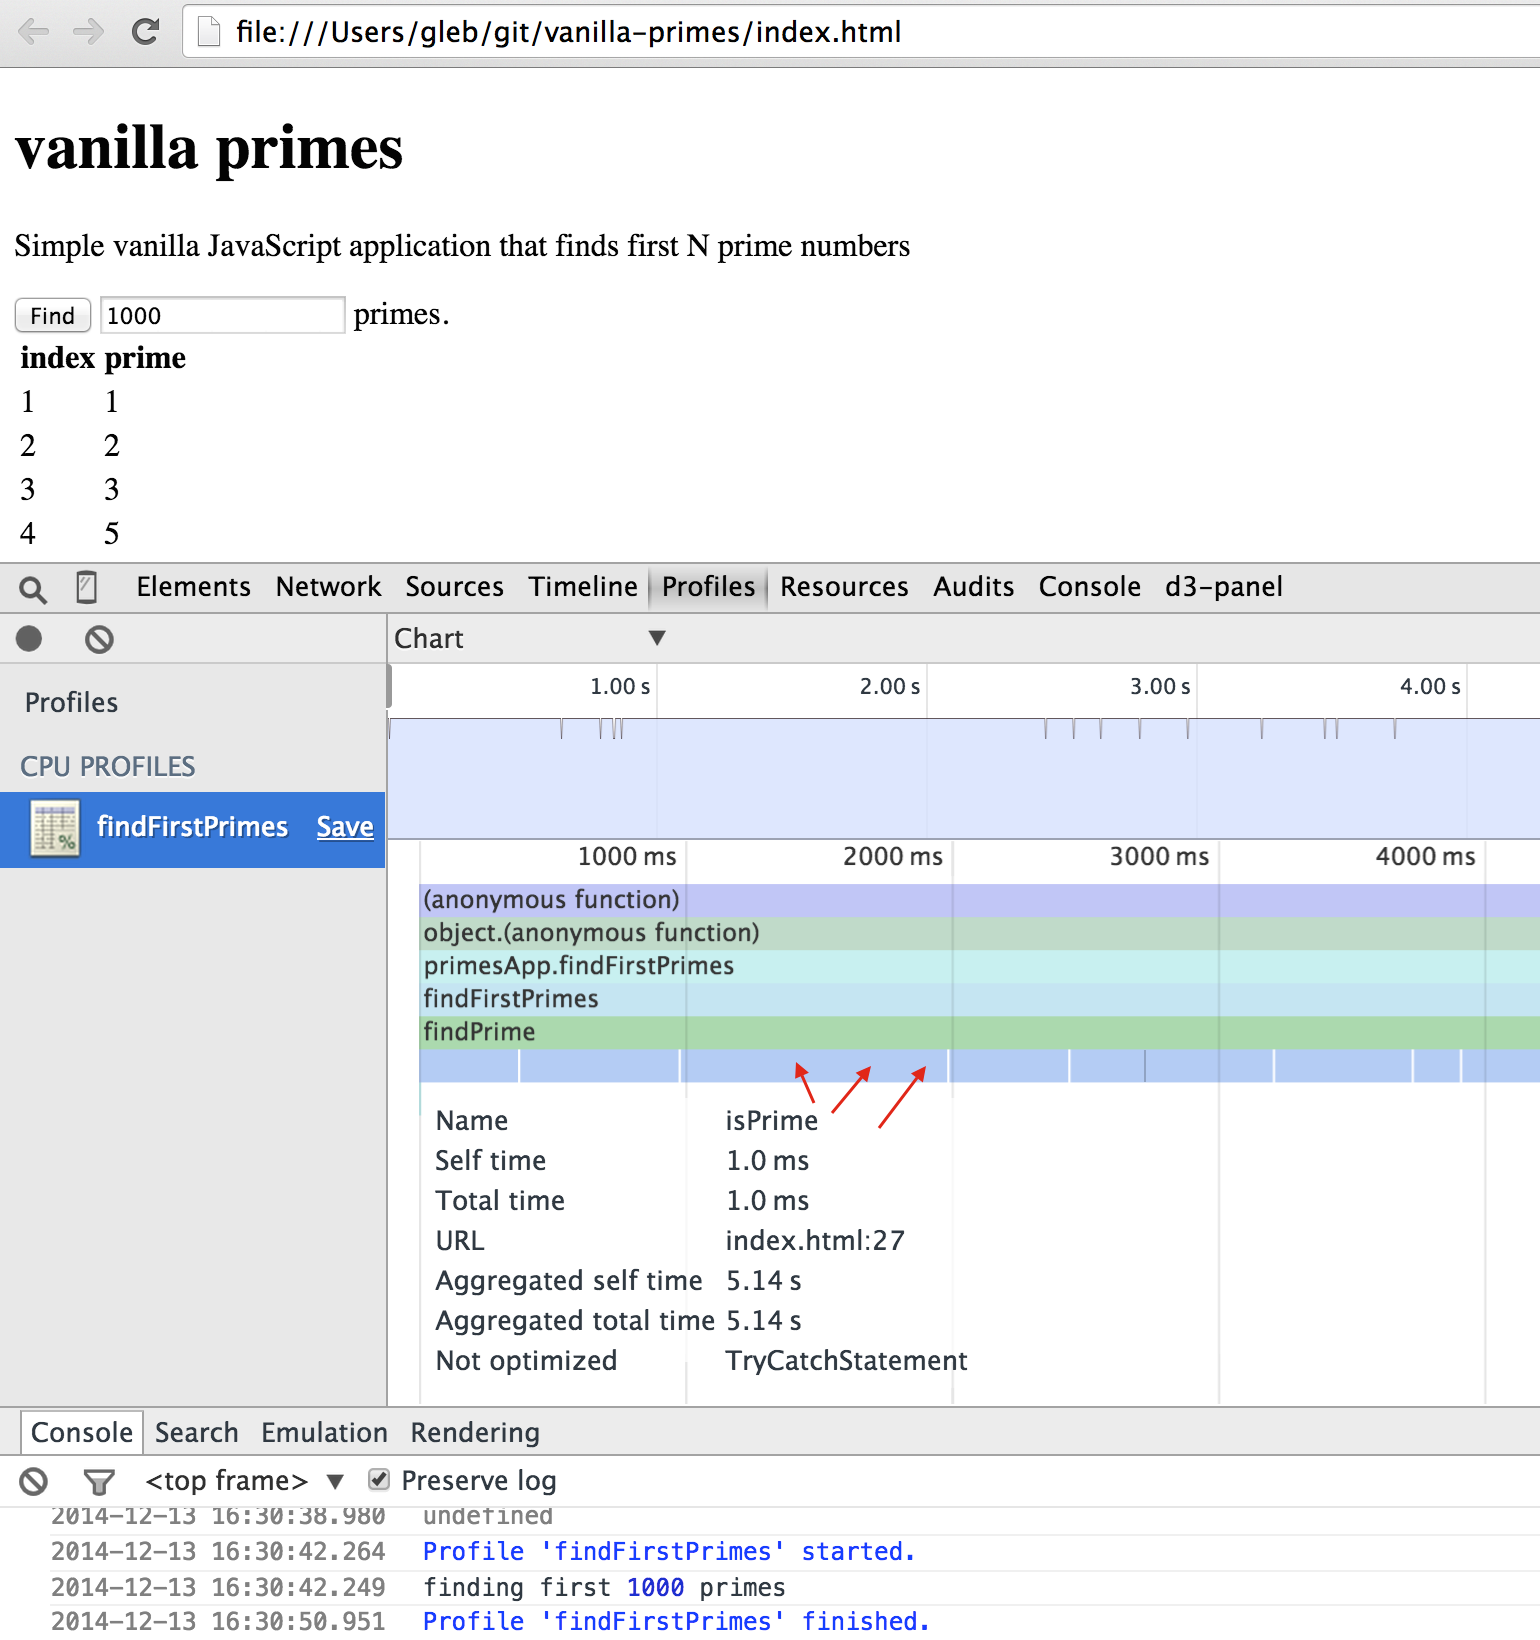 file:///Users/gleb/git/vanilla-primes/index.html
vanilla primes
Simple vanilla JavaScript application that finds first N prime numbers
Find 1000 primes.
index prime
1 1
2 2
3 3
4 5
Elements Network Sources Timeline Profiles Resources Audits Console d3-panel
Chart ▼
1.00 s 2.00 s 3.00 s 4.00 s
Profiles
CPU PROFILES
findFirstPrimes Save
1000 ms 2000 ms 3000 ms 4000 ms
(anonymous function)
object.(anonymous function)
primesApp.findFirstPrimes
findFirstPrimes
findPrime
Name isPrime
Self time 1.0 ms
Total time 1.0 ms
URL index.html:27
Aggregated self time 5.14 s
Aggregated total time 5.14 s
Not optimized TryCatchStatement
Console Search Emulation Rendering
<top frame> ▼ Preserve log
2014-12-13 16:30:38.980 undefined
2014-12-13 16:30:42.264 Profile 'findFirstPrimes' started.
2014-12-13 16:30:42.249 finding first 1000 primes
2014-12-13 16:30:50.951 Profile 'findFirstPrimes' finished.